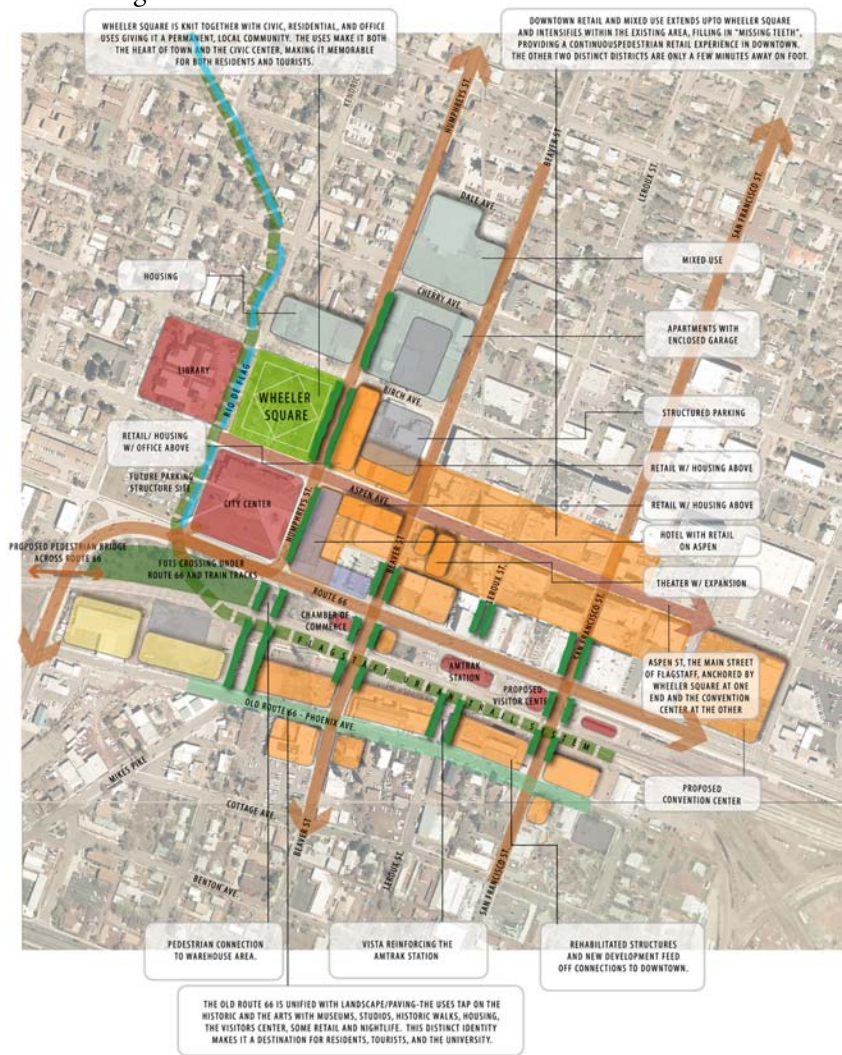 WHEELER SQUARE IS KNIT TOGETHER WITH CIVIC, RESIDENTIAL, AND OFFICE
USES GIVING IT A PERMANENT, LOCAL COMMUNITY. THE USES MAKE IT BOTH
THE HEART OF TOWN AND THE CIVIC CENTER, MAKING IT MEMORABLE
FOR BOTH RESIDENTS AND TOURISTS.
DOWNTOWN RETAIL AND MIXED USE EXTENDS UPTO WHEELER SQUARE
AND INTENSIFIES WITHIN THE EXISTING AREA, FILLING IN "MISSING TEETH",
PROVIDING A CONTINUOUSPEDESTRIAN RETAIL EXPERIENCE IN DOWNTOWN.
THE OTHER TWO DISTINCT DISTRICTS ARE ONLY A FEW MINUTES AWAY ON FOOT.
HUMPHREYS ST.
BEAVER ST
LEROUX ST.
SAN FRANCISCO ST.
DALE AVE.
MIXED USE
HOUSING
CHERRY AVE.
APARTMENTS WITH
ENCLOSED GARAGE
LIBRARY
RIO DE FLAG
WHEELER
SQUARE
BIRCH AVE.
STRUCTURED PARKING
RETAIL/ HOUSING
W/ OFFICE ABOVE
RETAIL W/ HOUSING ABOVE
FUTURE PARKING
STRUCTURE SITE
CITY CENTER
ASPEN AVE.
RETAIL W/ HOUSING ABOVE
HUMPHREYS ST.
HOTEL WITH RETAIL
ON ASPEN
PROPOSED PEDESTRIAN BRIDGE
ACROSS ROUTE 66
FUTS CROSSING UNDER
ROUTE 66 AND TRAIN TRACKS
BEAVER ST
LEROUX ST.
THEATER W/ EXPANSION
ROUTE 66
CHAMBER OF
COMMERCE
SAN FRANCISCO ST.
FLAGSTAFF URBAN TRAIL SYSTEM
AMTRAK
STATION
PROPOSED
VISITOR CENTER
ASPEN ST, THE MAIN STREET
OF FLAGSTAFF, ANCHORED BY
WHEELER SQUARE AT ONE
END AND THE CONVENTION
CENTER AT THE OTHER
OLD ROUTE 66 - PHOENIX AVE.
MIKES PIKE
PROPOSED
CONVENTION CENTER
COTTAGE AVE.
BEAVER ST
LEROUX ST.
BENTON AVE.
SAN FRANCISCO ST.
PEDESTRIAN CONNECTION
TO WAREHOUSE AREA.
VISTA REINFORCING THE
AMTRAK STATION
REHABILITATED STRUCTURES
AND NEW DEVELOPMENT FEED
OFF CONNECTIONS TO DOWNTOWN.
THE OLD ROUTE 66 IS UNIFIED WITH LANDSCAPE/PAVING-THE USES TAP ON THE
HISTORIC AND THE ARTS WITH MUSEUMS, STUDIOS, HISTORIC WALKS, HOUSING,
THE VISITORS CENTER, SOME RETAIL AND NIGHTLIFE. THIS DISTINCT IDENTITY
MAKES IT A DESTINATION FOR RESIDENTS, TOURISTS, AND THE UNIVERSITY.